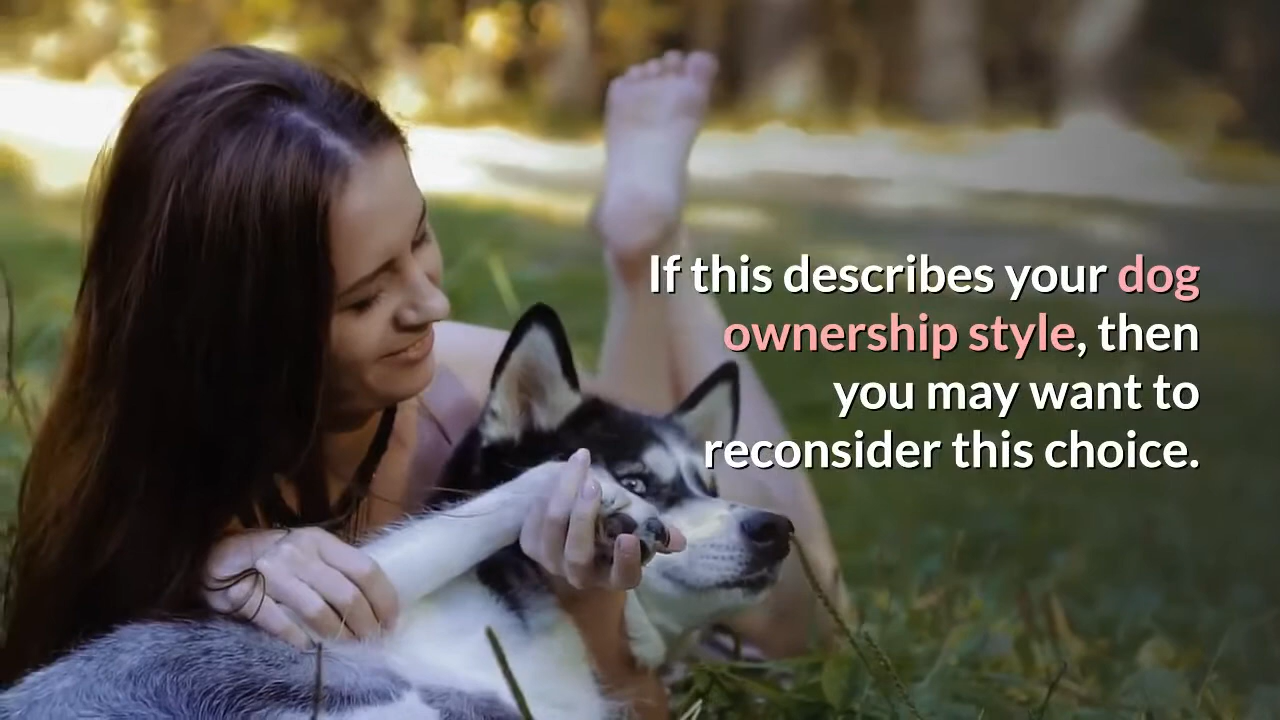 If this describes your dog
ownership style, then
you may want to
reconsider this choice.